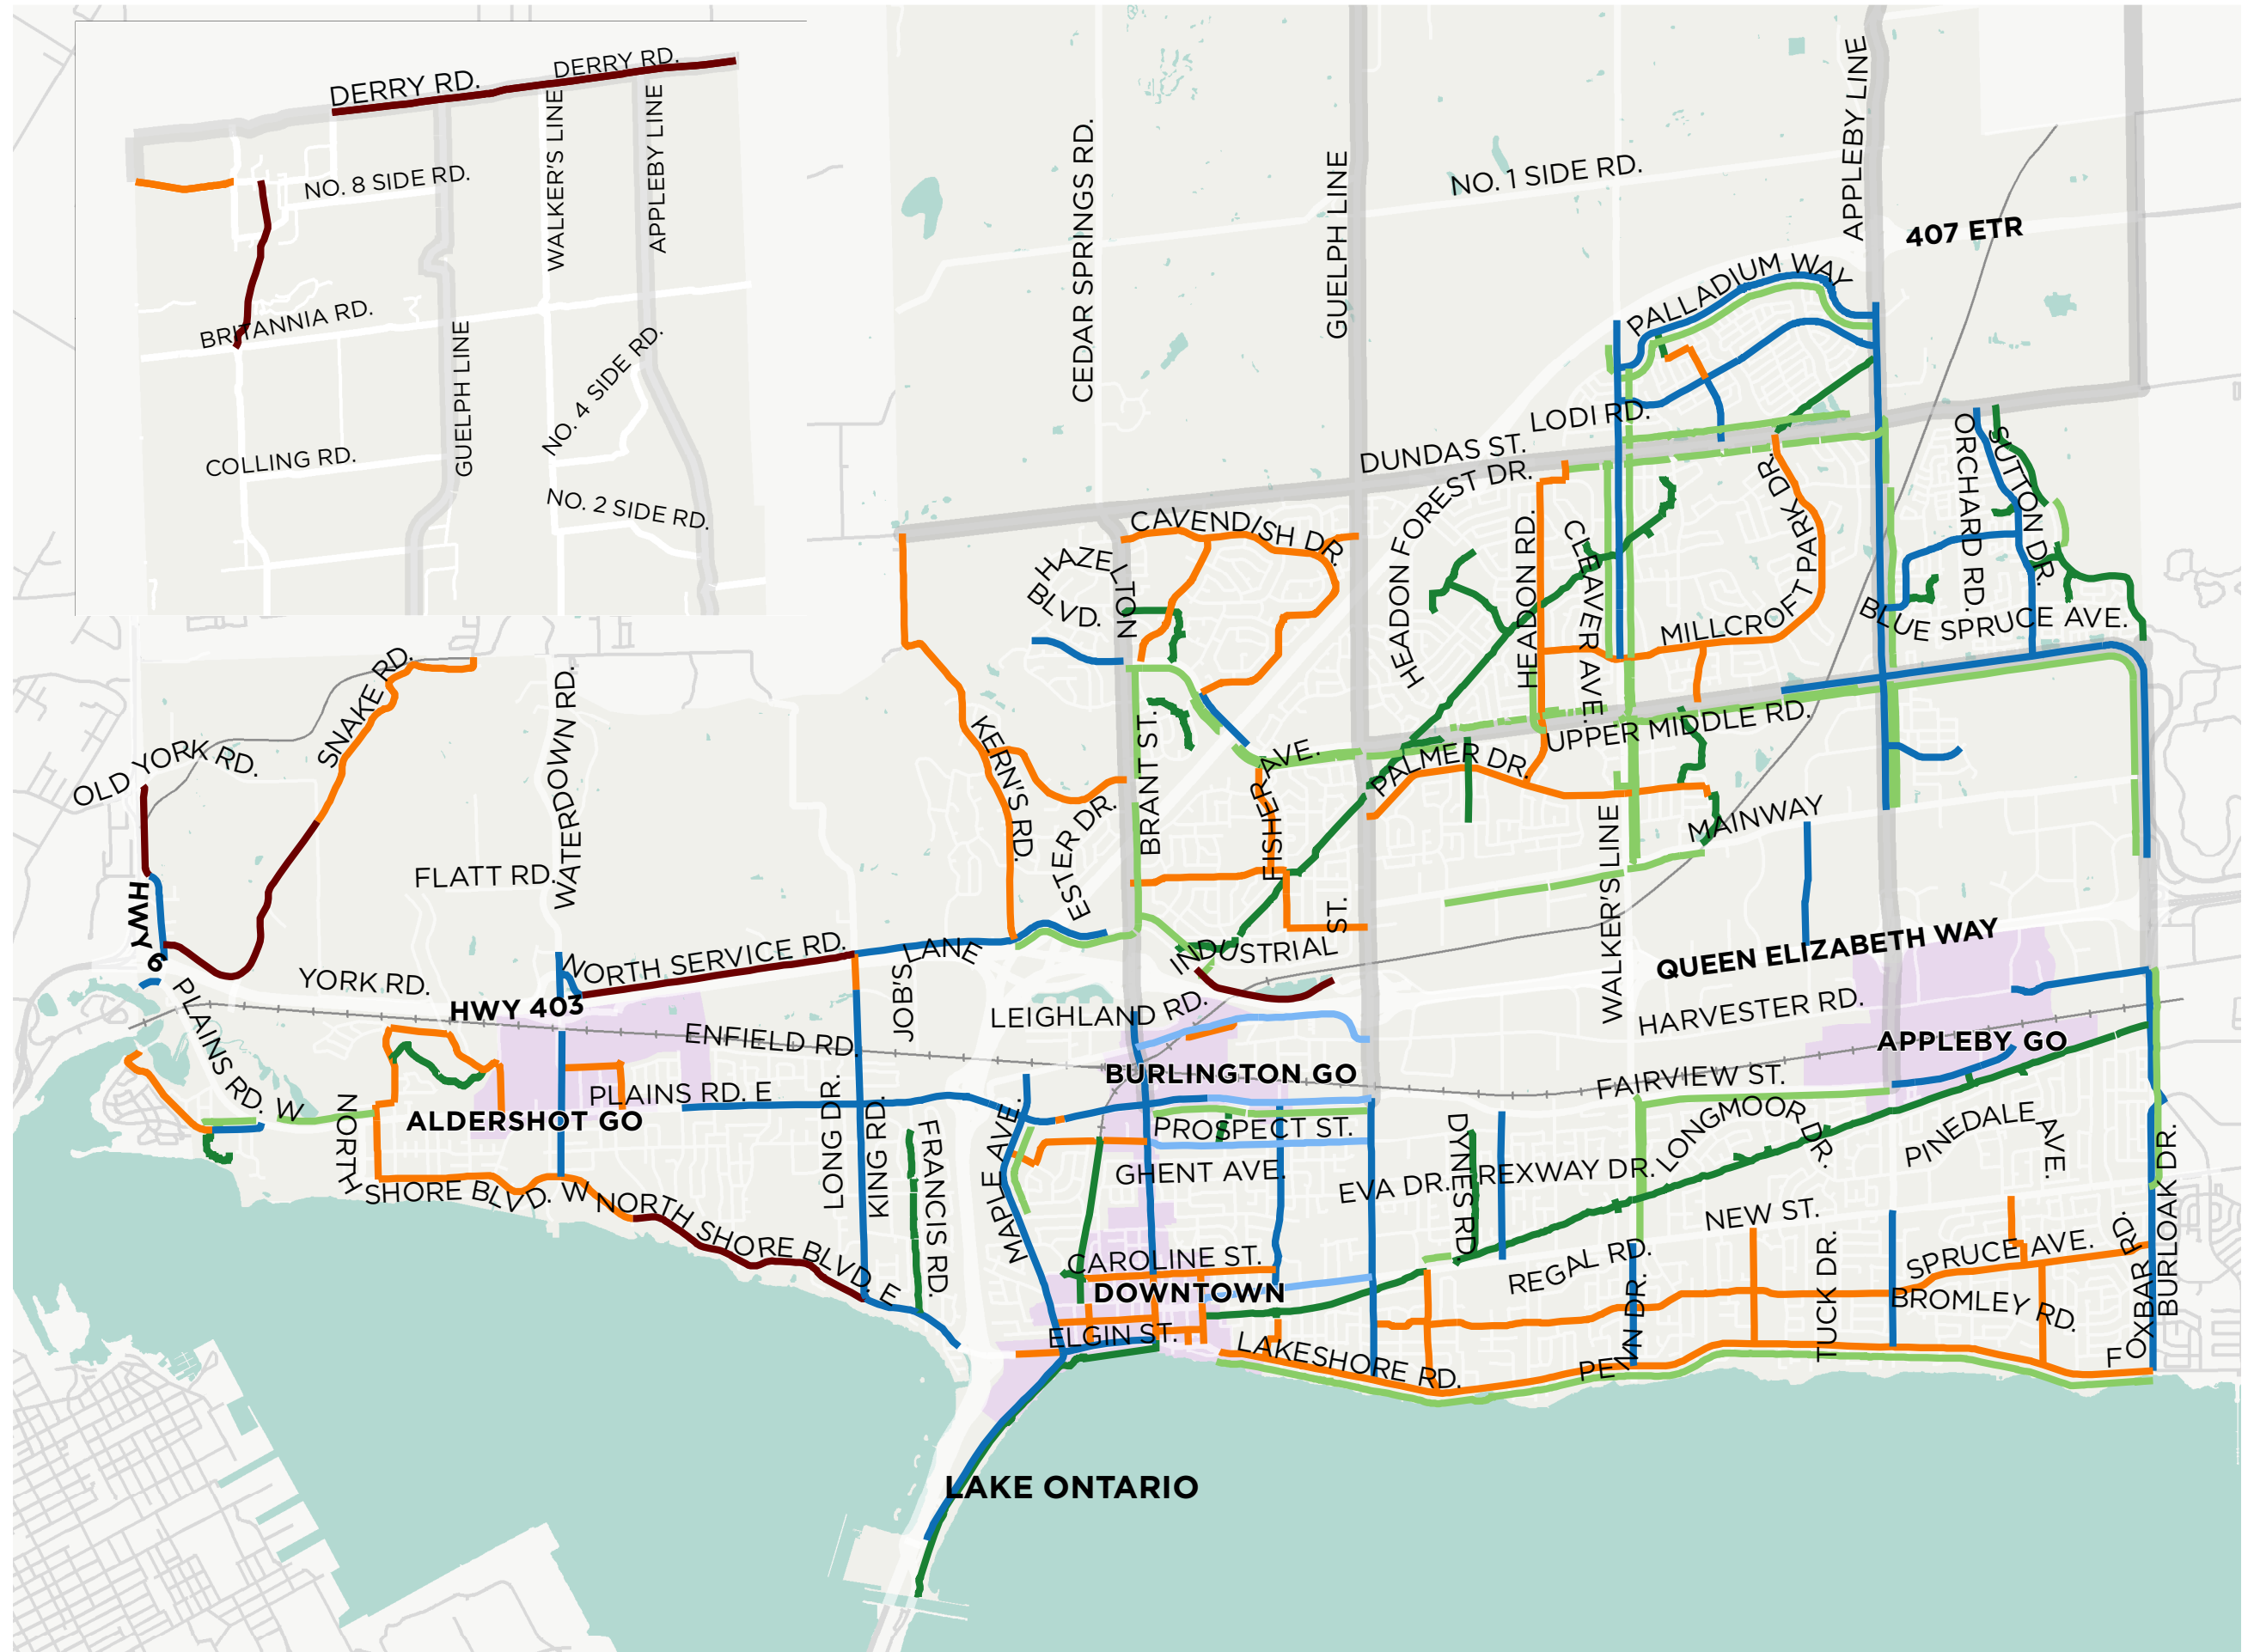 DERRY RD.
DERRY RD.
NO. 8 SIDE RD.
WALKER'S LINE
APPLEBY LINE
BRITANNIA RD.
GUELPH LINE
NO. 4 SIDE RD.
COLLING RD.
NO. 2 SIDE RD.
CEDAR SPRINGS RD.
GUELPH LINE
NO. 1 SIDE RD.
APPLEBY LINE
407 ETR
PALLADIUM WAY
LODI RD.
DUNDAS ST.
HEADON FOREST DR.
CAVENDISH DR.
HAZELTON
BLVD.
HEADON RD.
CLEAVER AVE.
PARK DR.
MILLCROFT
ORCHARD RD.
SUTTON DR.
BLUE SPRUCE AVE.
SNAKE RD.
OLD YORK RD.
WATERDOWN RD.
KERN'S RD.
BRANT ST.
FISHER AVE.
PALMER DR.
UPPER MIDDLE RD.
ESTER DR.
MAINWAY
WALKER'S LINE
FLATT RD.
HWY 6
YORK RD.
NORTH SERVICE RD.
LANE
JOB'S
INDUSTRIAL
ST.
QUEEN ELIZABETH WAY
HARVESTER RD.
HWY 403
LEIGHLAND RD.
ENFIELD RD.
APPLEBY GO
BURLINGTON GO
FAIRVIEW ST.
PLAINS RD. W
PLAINS RD. E
ALDERSHOT GO
PROSPECT ST.
GHENT AVE.
EVA DR.
DYNES RD.
REXWAY DR.
LONGMOOR DR.
PINEDALE AVE.
NORTH
SHORE BLVD. W
NORTH SHORE BLVD. E
LONG DR.
KING RD.
FRANCIS RD.
MAPLE AVE.
NEW ST.
CAROLINE ST.
DOWNTOWN
REGAL RD.
SPRUCE AVE.
BROMLEY RD.
TUCK DR.
FOXBAR RD.
BURLOAK DR.
ELGIN ST.
LAKESHORE RD.
PENN DR.
LAKE ONTARIO